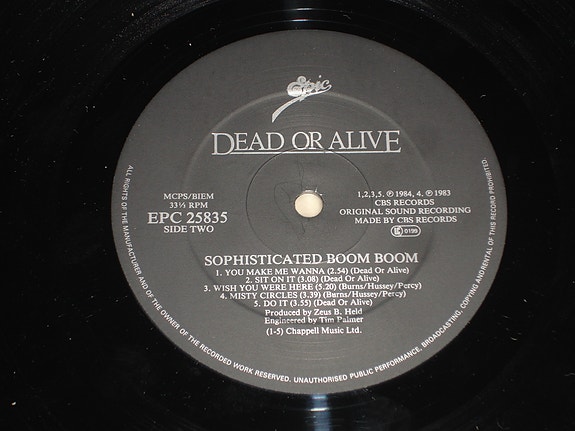 Epic
DEAD OR ALIVE
MCPS/BIEM
33⅓ RPM
EPC 25835
SIDE TWO
1,2,3,5, ℗ 1984, 4, ℗ 1983
CBS RECORDS
ORIGINAL SOUND RECORDING
MADE BY CBS RECORDS
LC 0199
SOPHISTICATED BOOM BOOM
1. YOU MAKE ME WANNA (2.54) (Dead Or Alive)
2. SIT ON IT (3.08) (Dead Or Alive)
3. WISH YOU WERE HERE (5.20) (Burns/Hussey/Percy)
4. MISTY CIRCLES (3.39) (Burns/Hussey/Percy)
5. DO IT (3.55) (Dead Or Alive)
Produced by Zeus B. Held
Engineered by Tim Palmer
(1-5) Chappell Music Ltd.
ALL RIGHTS OF THE MANUFACTURER AND OF THE OWNER OF THE RECORDED WORK RESERVED. UNAUTHORISED PUBLIC PERFORMANCE, BROADCASTING, COPYING AND RENTAL OF THIS RECORD PROHIBITED.